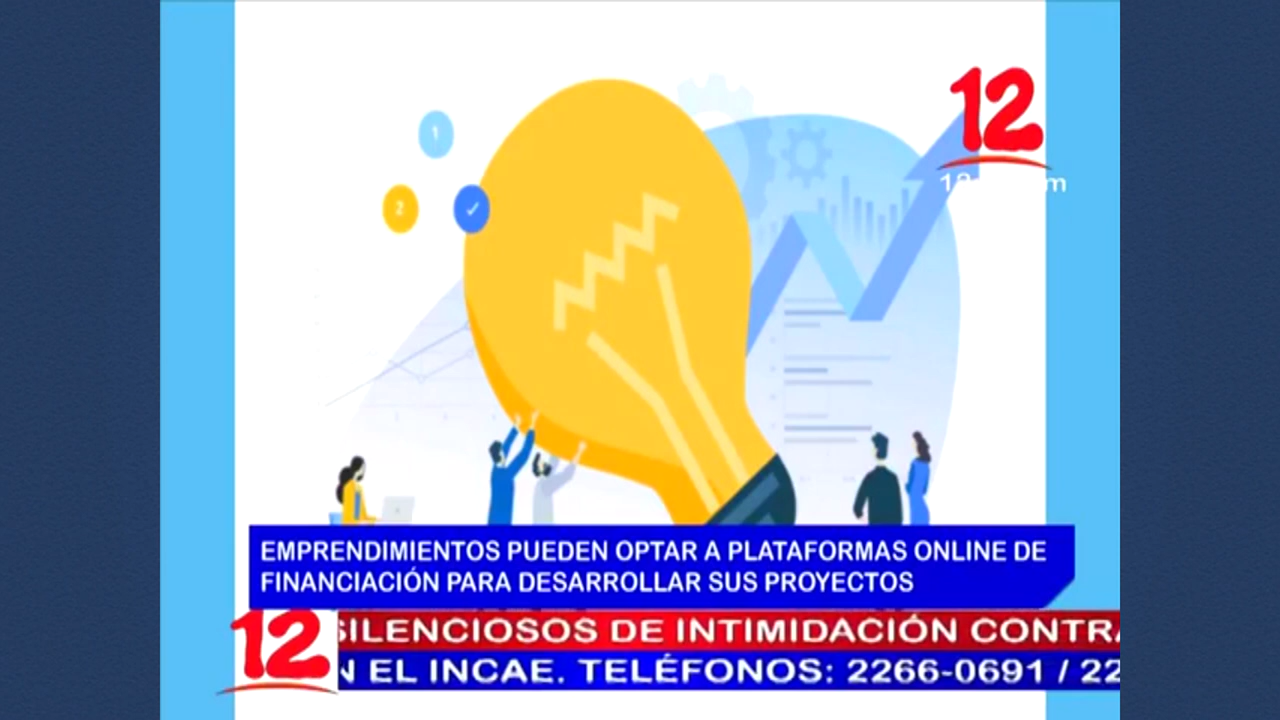 1
2
12
EMPRENDIMIENTOS PUEDEN OPTAR A PLATAFORMAS ONLINE DE
FINANCIACIÓN PARA DESARROLLAR SUS PROYECTOS
12
SILENCIOSOS DE INTIMIDACIÓN CONTRA
EL INCAE. TELÉFONOS: 2266-0691 / 22